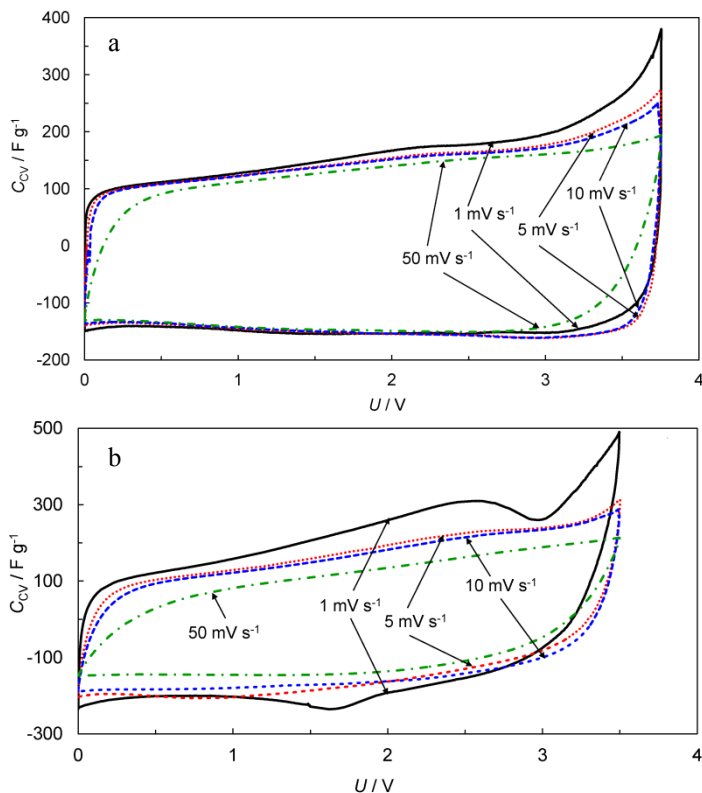 a
400
300
200
100
0
-100
-200
C_CV / F g⁻¹
1 mV s⁻¹
10 mV s⁻¹
5 mV s⁻¹
50 mV s⁻¹
0 1 2 3 4
U / V
b
500
300
100
-100
-300
C_CV / F g⁻¹
50 mV s⁻¹
1 mV s⁻¹
5 mV s⁻¹
10 mV s⁻¹
0 1 2 3 4
U / V